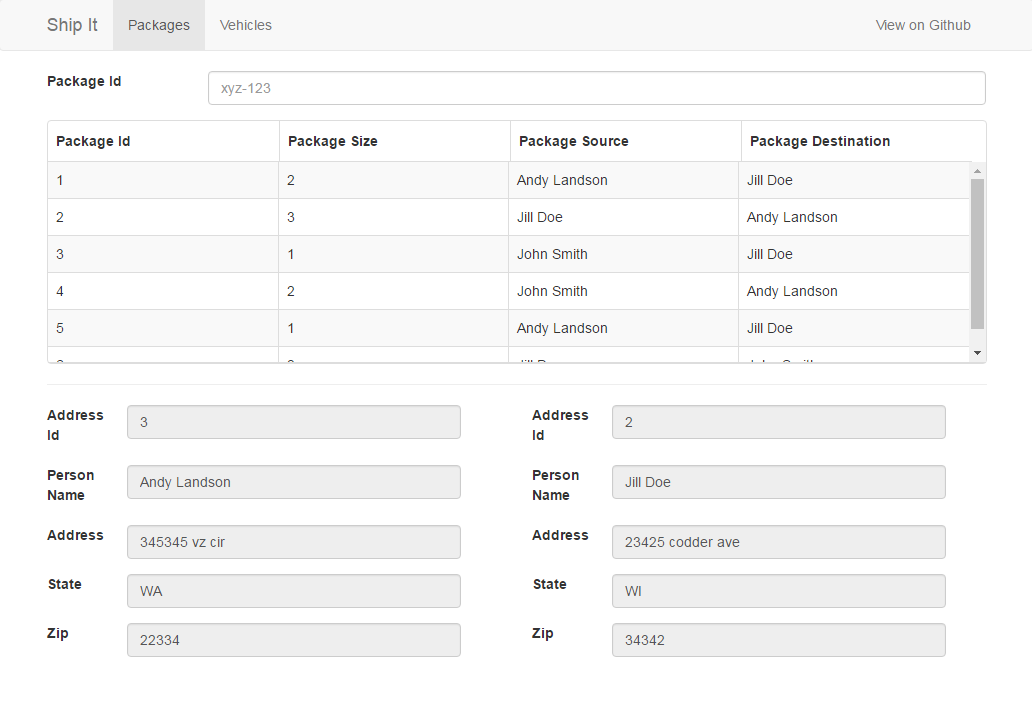 Ship It Packages Vehicles View on Github
Package Id xyz-123
Package Id Package Size Package Source Package Destination
1 2 Andy Landson Jill Doe
2 3 Jill Doe Andy Landson
3 1 John Smith Jill Doe
4 2 John Smith Andy Landson
5 1 Andy Landson Jill Doe
Address Id 3 Address Id 2
Person Name Andy Landson Person Name Jill Doe
Address 345345 vz cir Address 23425 codder ave
State WA State WI
Zip 22334 Zip 34342